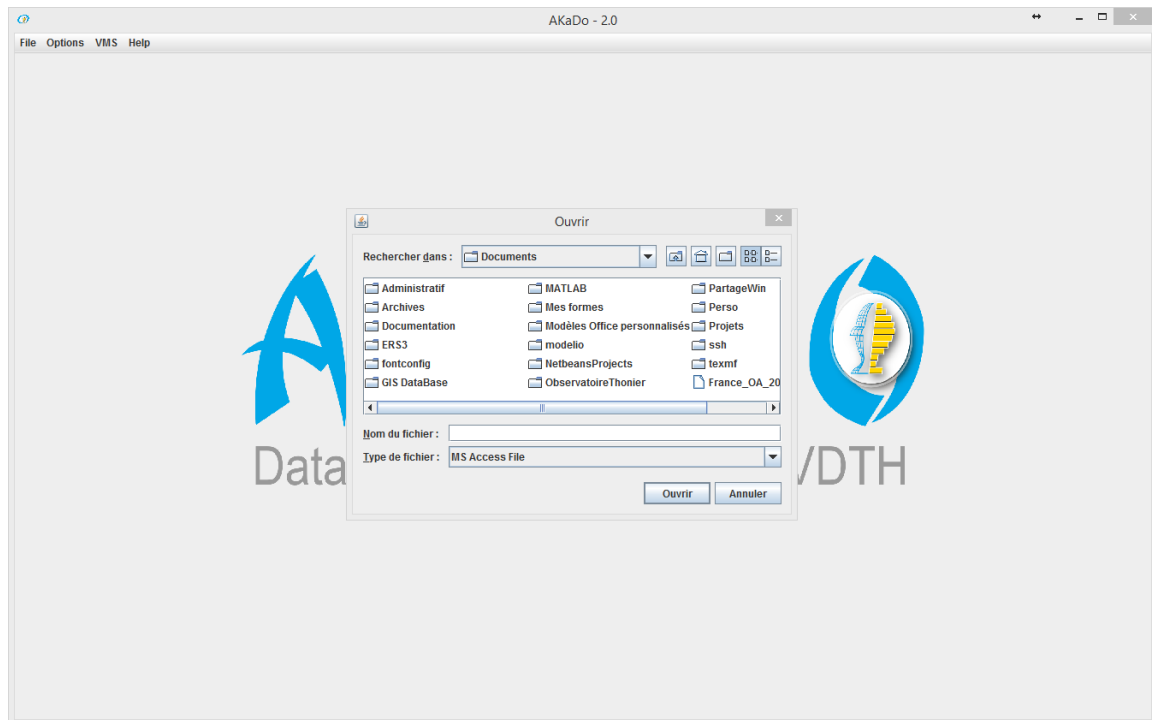 AKaDo - 2.0
File Options VMS Help
Ouvrir
Rechercher dans : Documents
Administratif
Archives
Documentation
ERS3
fontconfig
GIS DataBase
MATLAB
Mes formes
Modèles Office personnalisés
modelio
NetbeansProjects
ObservatoireThonier
PartageWin
Perso
Projets
ssh
texmf
France_OA_20
Nom du fichier :
Type de fichier : MS Access File
Ouvrir Annuler
A
Data
VDTH